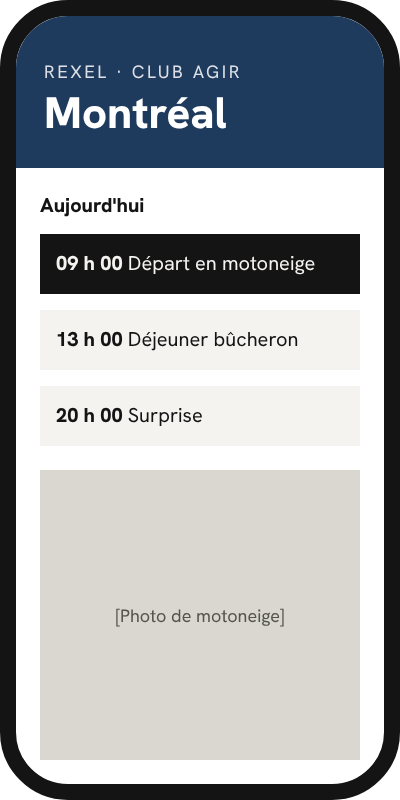 REXEL · CLUB AGIR
Montréal
Aujourd'hui
09 h 00 Départ en motoneige
13 h 00 Déjeuner bûcheron
20 h 00 Surprise
[Photo de motoneige]